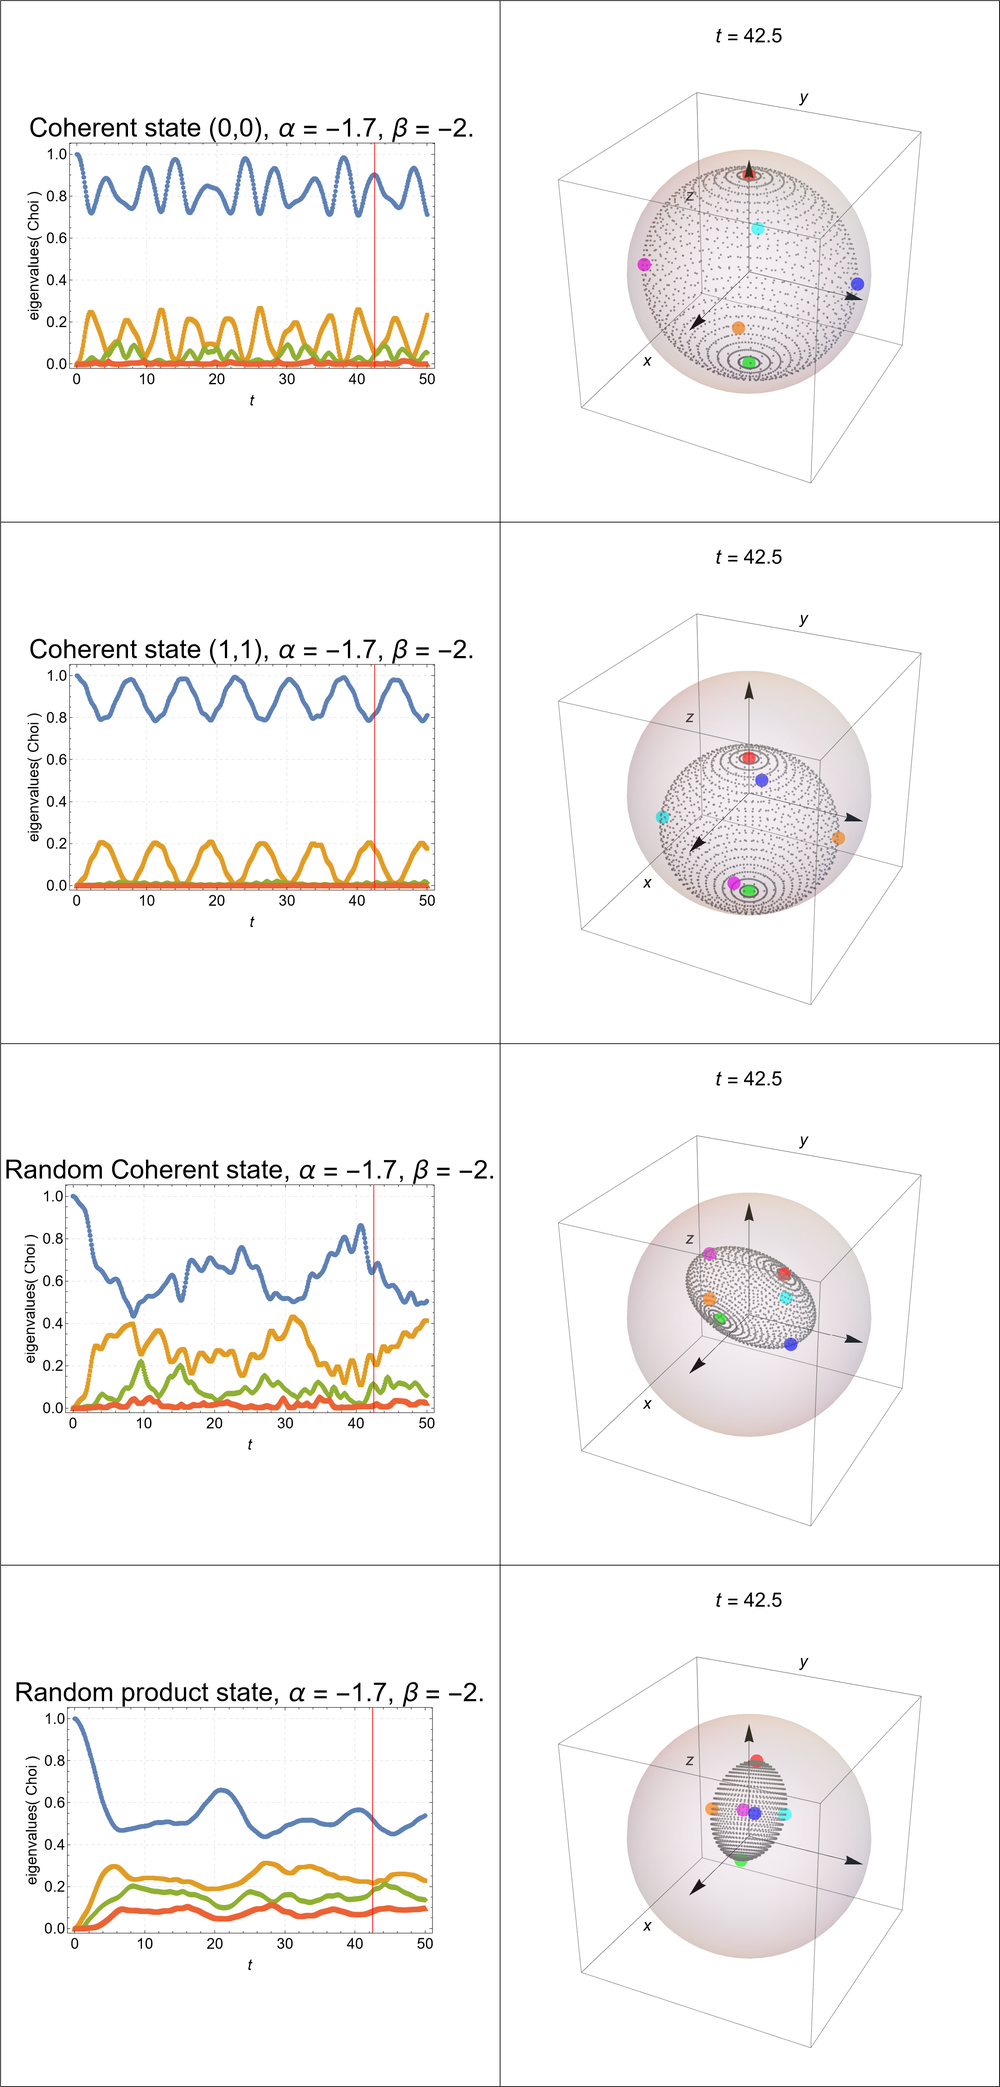 Coherent state (0,0), α = −1.7, β = −2.
eigenvalues( Choi )
1.0
0.8
0.6
0.4
0.2
0.0
0 10 20 30 40 50
t
t = 42.5
y
z
x
Coherent state (1,1), α = −1.7, β = −2.
eigenvalues( Choi )
1.0
0.8
0.6
0.4
0.2
0.0
0 10 20 30 40 50
t
t = 42.5
y
z
x
Random Coherent state, α = −1.7, β = −2.
eigenvalues( Choi )
1.0
0.8
0.6
0.4
0.2
0.0
0 10 20 30 40 50
t
t = 42.5
y
z
x
Random product state, α = −1.7, β = −2.
eigenvalues( Choi )
1.0
0.8
0.6
0.4
0.2
0.0
0 10 20 30 40 50
t
t = 42.5
y
z
x